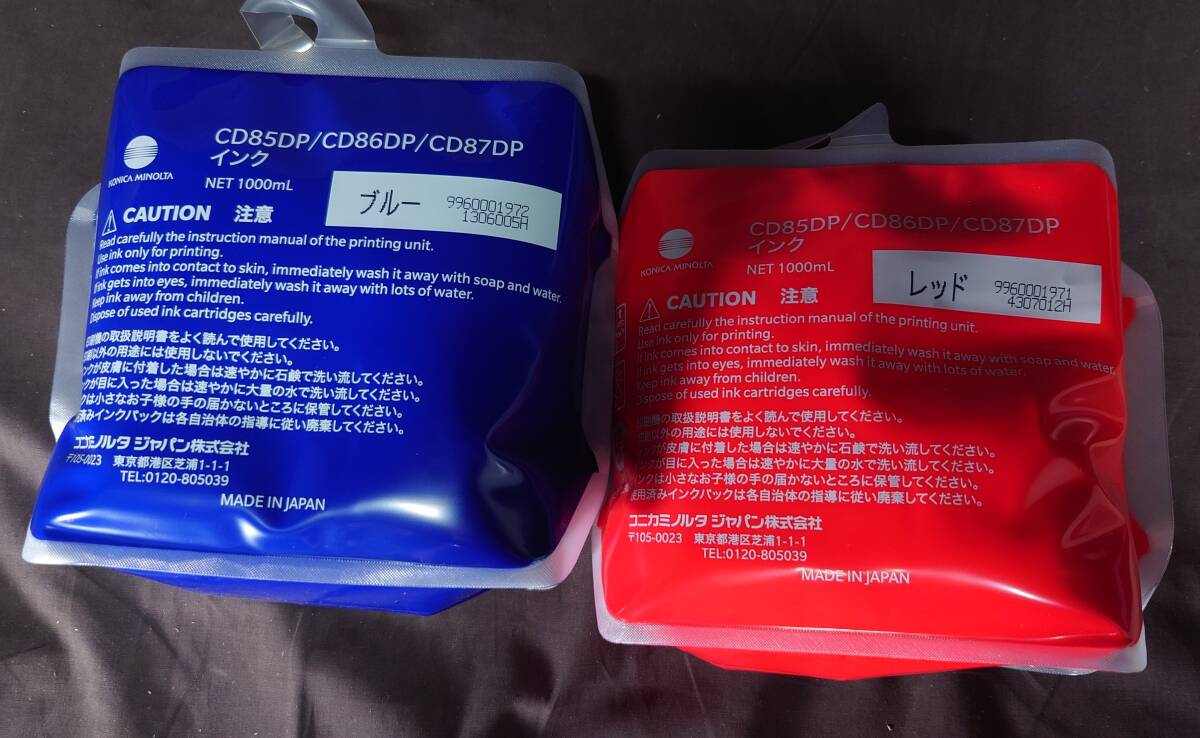 CD85DP/CD86DP/CD87DP
インク
KONICA MINOLTA
NET 1000mL
ブルー 9960001972
1306005A
CAUTION 注意
Read carefully the instruction manual of the printing unit.
Use ink only for printing.
If ink comes into contact to skin, immediately wash it away with soap and water.
If ink gets into eyes, immediately wash it away with lots of water.
Keep ink away from children.
Dispose of used ink cartridges carefully.
印刷機の取扱説明書をよく読んで使用してください。
印刷以外の用途には使用しないでください。
ンクが皮膚に付着した場合は速やかに石鹸で洗い流してください。
ンクが目に入った場合は速やかに大量の水で洗い流してください。
ンクは小さなお子様の手の届かないところに保管してください。
使用済みインクパックは各自治体の指導に従い廃棄してください。
コニカミノルタ ジャパン株式会社
〒105-0023 東京都港区芝浦1-1-1
TEL:0120-805039
MADE IN JAPAN
CD85DP/CD86DP/CD87DP
インク
KONICA MINOLTA
NET 1000mL
レッド 9960001971
4307012H
CAUTION 注意
Read carefully the instruction manual of the printing unit.
Use ink only for printing.
If ink comes into contact to skin, immediately wash it away with soap and water.
If ink gets into eyes, immediately wash it away with lots of water.
Keep ink away from children.
Dispose of used ink cartridges carefully.
印刷機の取扱説明書をよく読んで使用してください。
印刷以外の用途には使用しないでください。
ンクが皮膚に付着した場合は速やかに石鹸で洗い流してください。
ンクが目に入った場合は速やかに大量の水で洗い流してください。
ンクは小さなお子様の手の届かないところに保管してください。
使用済みインクパックは各自治体の指導に従い廃棄してください。
コニカミノルタ ジャパン株式会社
〒105-0023 東京都港区芝浦1-1-1
TEL:0120-805039
MADE IN JAPAN